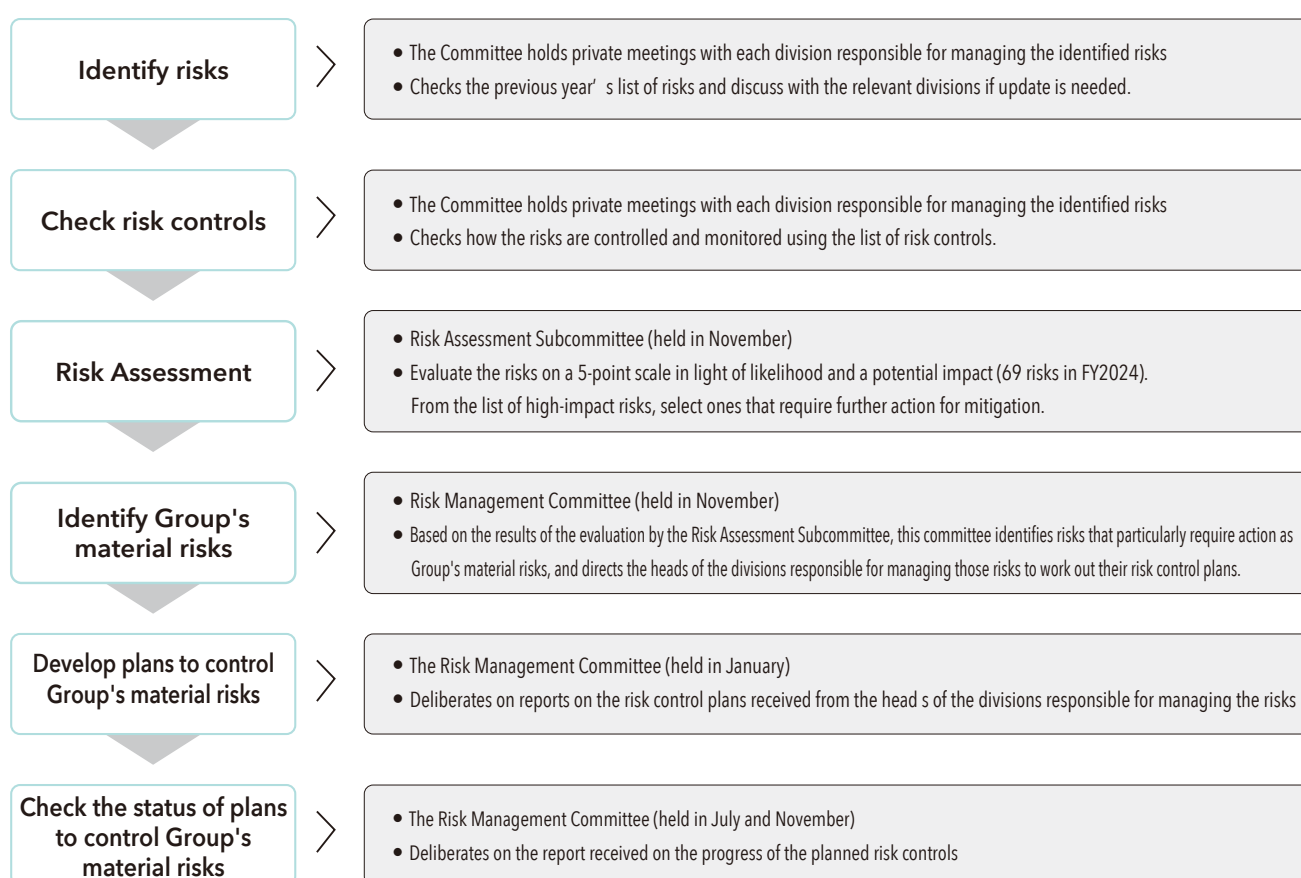 Identify risks
• The Committee holds private meetings with each division responsible for managing the identified risks
• Checks the previous year’ s list of risks and discuss with the relevant divisions if update is needed.
Check risk controls
• The Committee holds private meetings with each division responsible for managing the identified risks
• Checks how the risks are controlled and monitored using the list of risk controls.
Risk Assessment
• Risk Assessment Subcommittee (held in November)
• Evaluate the risks on a 5-point scale in light of likelihood and a potential impact (69 risks in FY2024).
From the list of high-impact risks, select ones that require further action for mitigation.
Identify Group's
material risks
• Risk Management Committee (held in November)
• Based on the results of the evaluation by the Risk Assessment Subcommittee, this committee identifies risks that particularly require action as
Group's material risks, and directs the heads of the divisions responsible for managing those risks to work out their risk control plans.
Develop plans to control
Group's material risks
• The Risk Management Committee (held in January)
• Deliberates on reports on the risk control plans received from the head s of the divisions responsible for managing the risks
Check the status of plans
to control Group's
material risks
• The Risk Management Committee (held in July and November)
• Deliberates on the report received on the progress of the planned risk controls